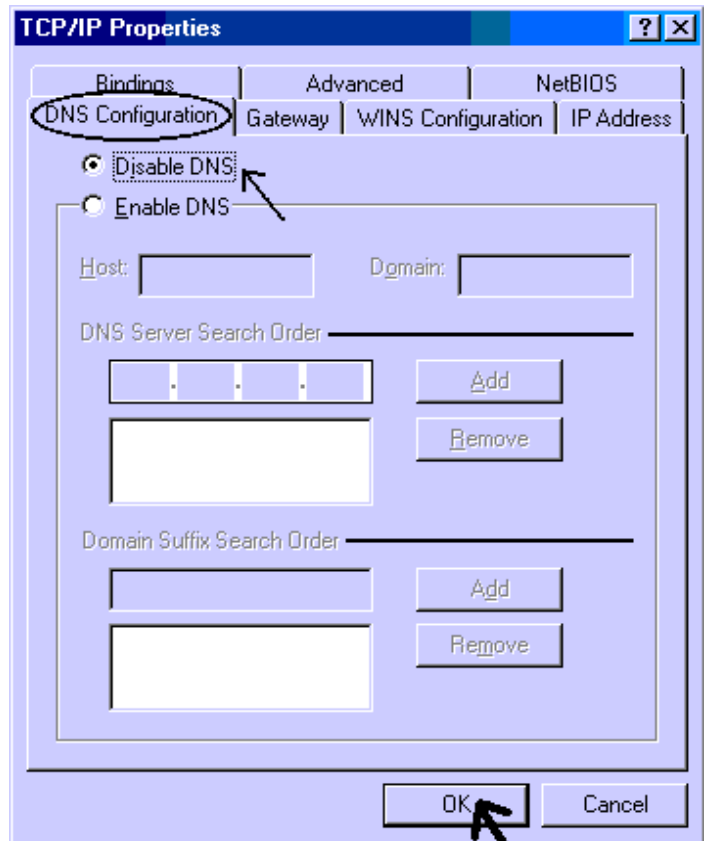 TCP/IP Properties
Bindings Advanced NetBIOS
DNS Configuration Gateway WINS Configuration IP Address
Disable DNS
Enable DNS
Host: Domain:
DNS Server Search Order
. . . Add
Remove
Domain Suffix Search Order
Add
Remove
OK Cancel